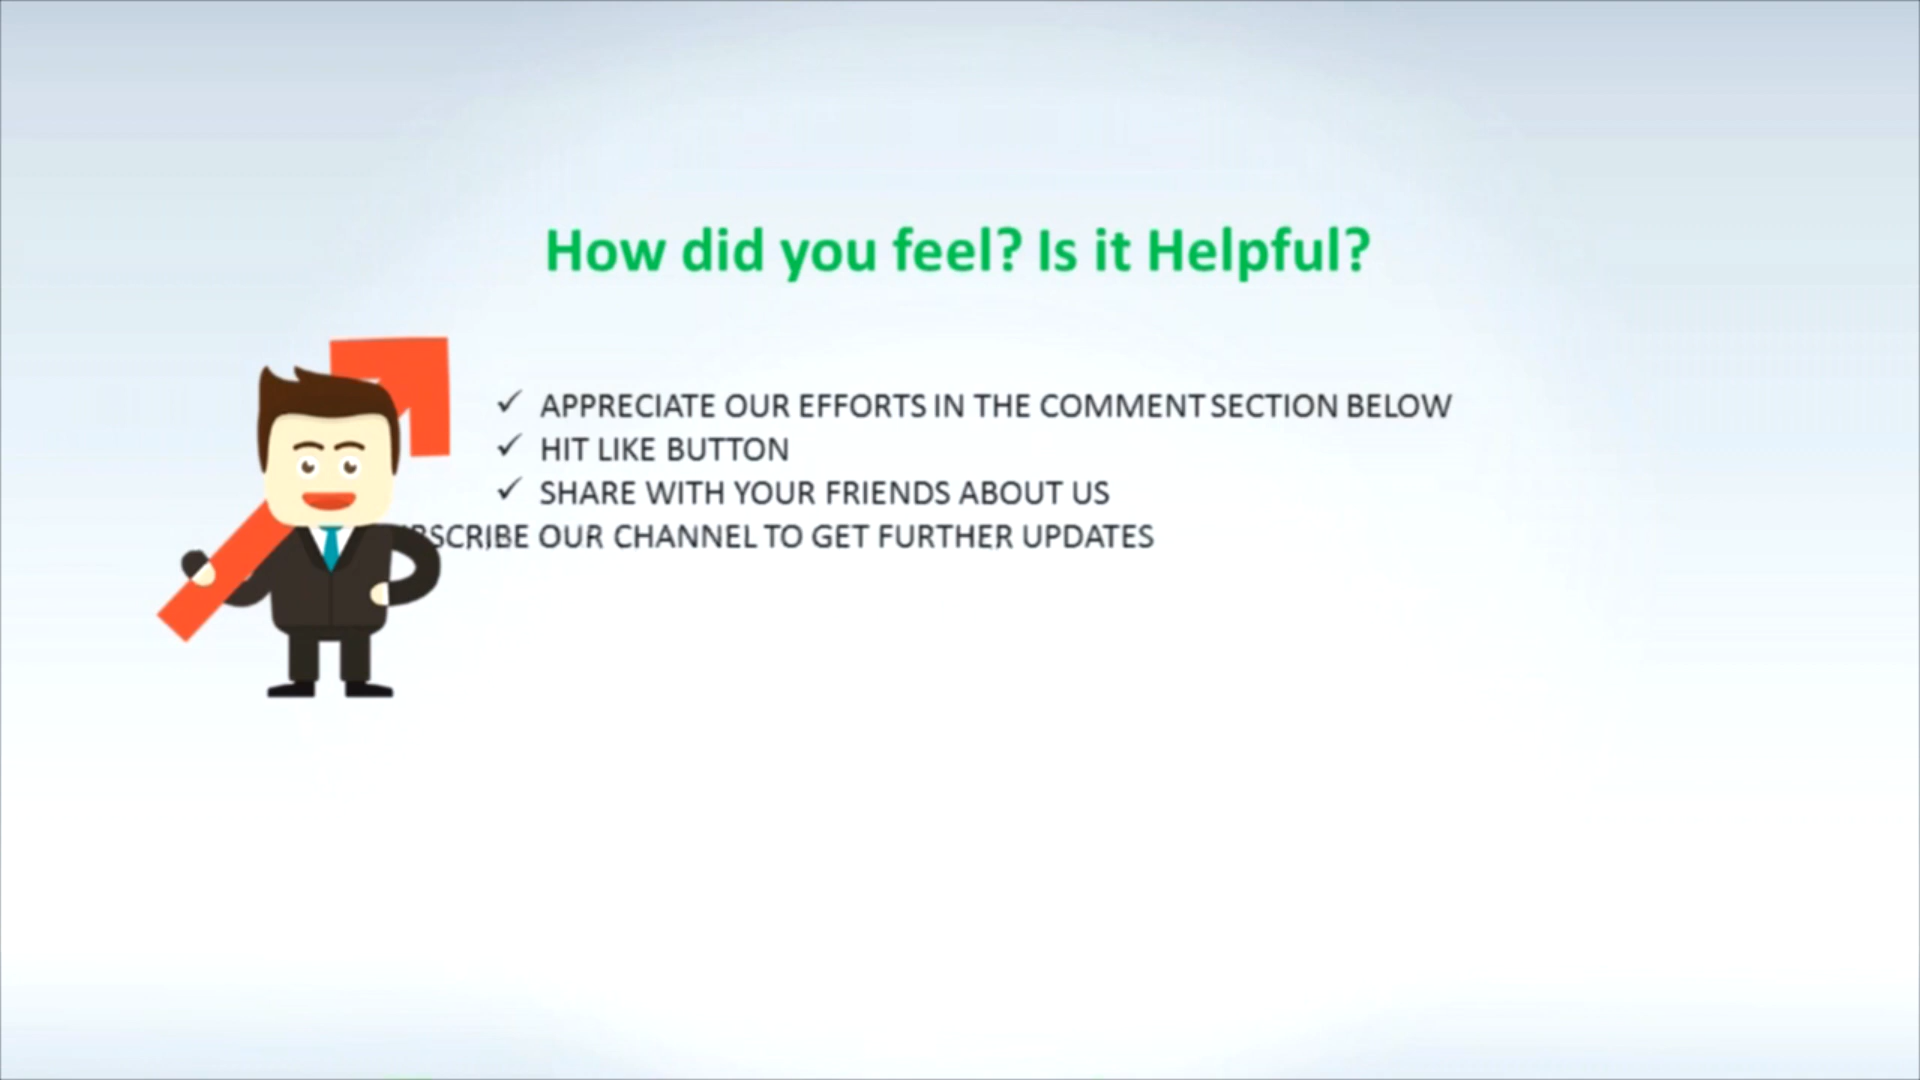 How did you feel? Is it Helpful?
✓ APPRECIATE OUR EFFORTS IN THE COMMENT SECTION BELOW
✓ HIT LIKE BUTTON
✓ SHARE WITH YOUR FRIENDS ABOUT US
OUR CHANNEL TO GET FURTHER UPDATES